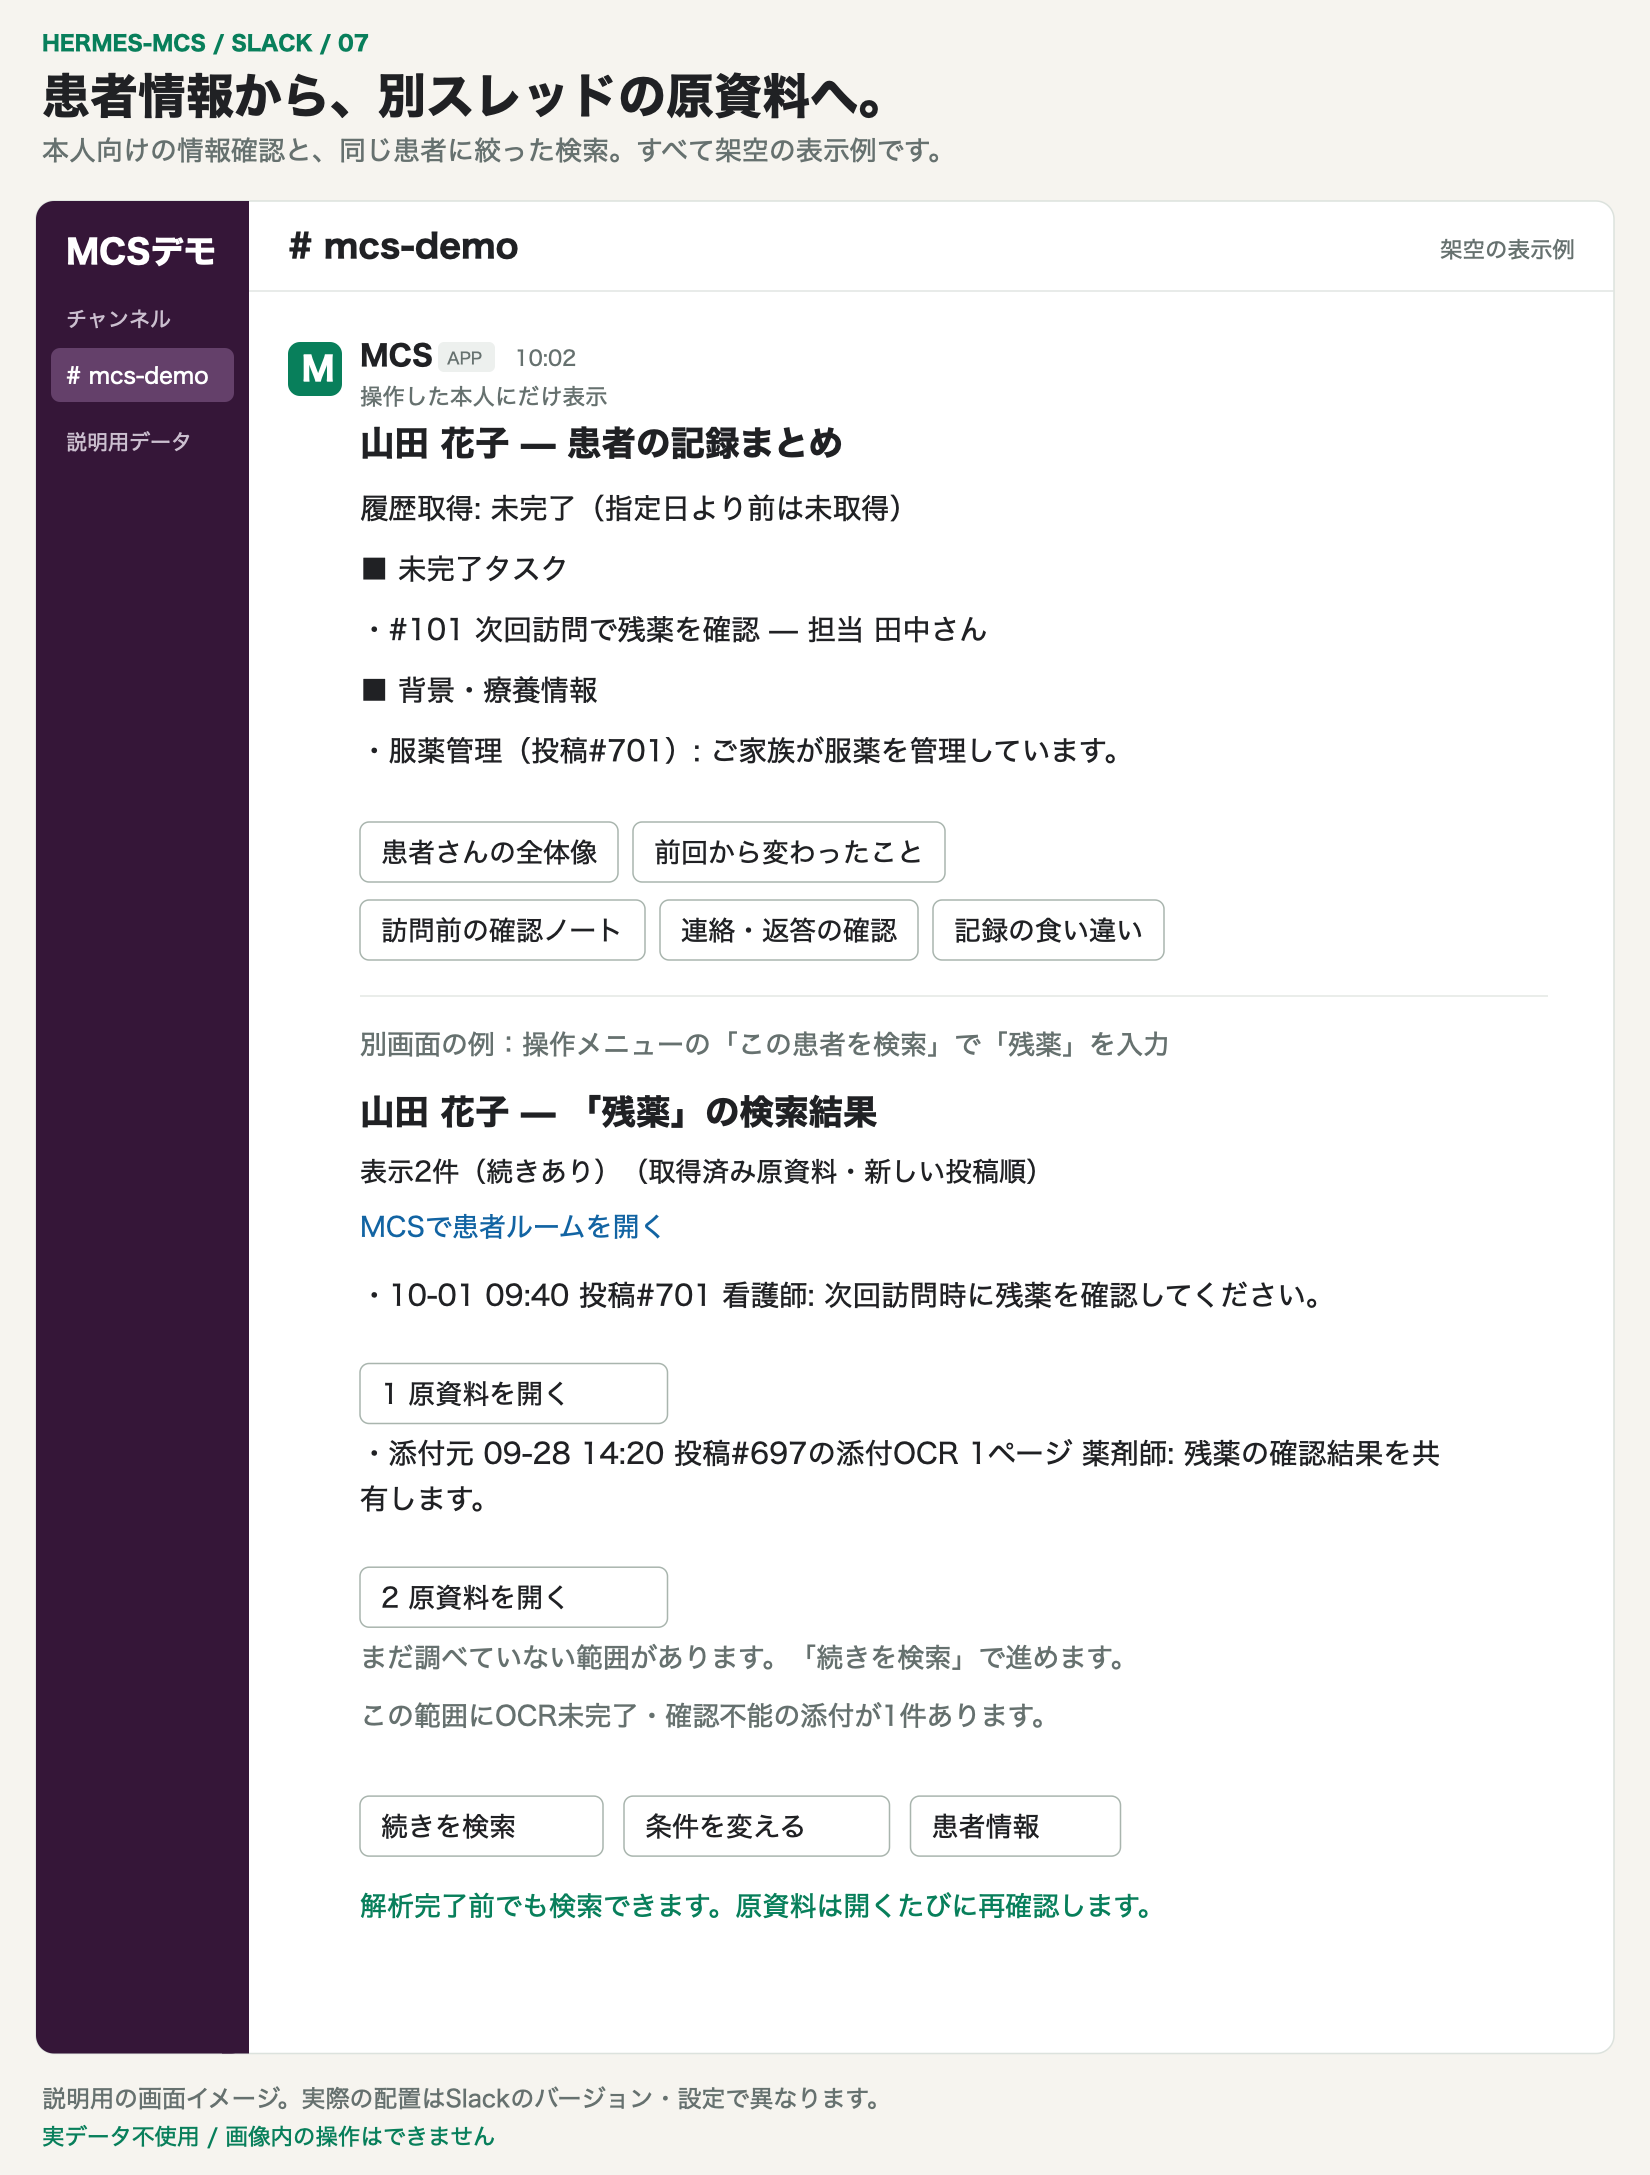 HERMES-MCS / SLACK / 07
患者情報から、別スレッドの原資料へ。
本人向けの情報確認と、同じ患者に絞った検索。すべて架空の表示例です。
MCSデモ
チャンネル
# mcs-demo
説明用データ
# mcs-demo
架空の表示例
M
MCS APP 10:02
操作した本人にだけ表示
山田 花子 — 患者の記録まとめ
履歴取得: 未完了（指定日より前は未取得）
■ 未完了タスク
・#101 次回訪問で残薬を確認 — 担当 田中さん
■ 背景・療養情報
・服薬管理（投稿#701）: ご家族が服薬を管理しています。
患者さんの全体像 前回から変わったこと
訪問前の確認ノート 連絡・返答の確認 記録の食い違い
別画面の例：操作メニューの「この患者を検索」で「残薬」を入力
山田 花子 — 「残薬」の検索結果
表示2件（続きあり）（取得済み原資料・新しい投稿順）
MCSで患者ルームを開く
・10-01 09:40 投稿#701 看護師: 次回訪問時に残薬を確認してください。
1 原資料を開く
・添付元 09-28 14:20 投稿#697の添付OCR 1ページ 薬剤師: 残薬の確認結果を共
有します。
2 原資料を開く
まだ調べていない範囲があります。「続きを検索」で進めます。
この範囲にOCR未完了・確認不能の添付が1件あります。
続きを検索 条件を変える 患者情報
解析完了前でも検索できます。原資料は開くたびに再確認します。
説明用の画面イメージ。実際の配置はSlackのバージョン・設定で異なります。
実データ不使用 / 画像内の操作はできません